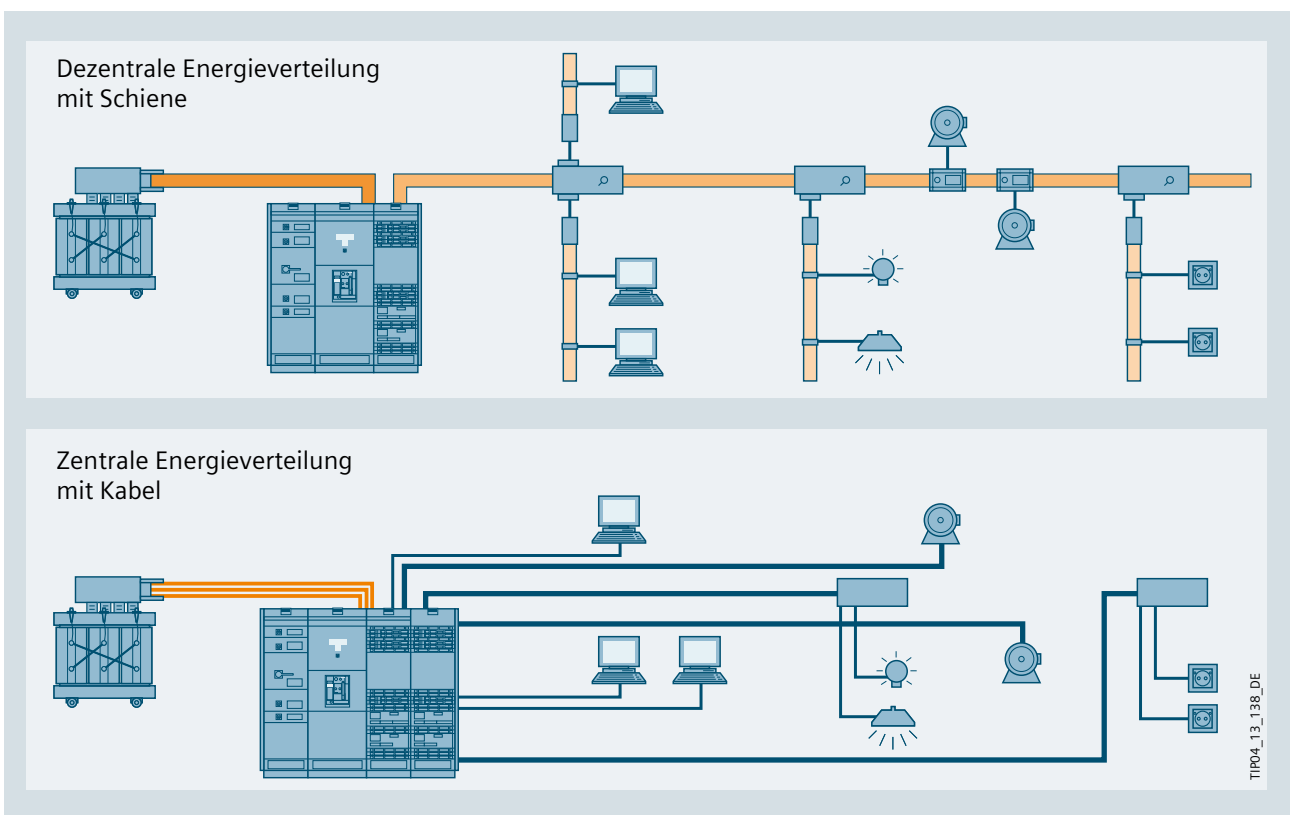 Dezentrale Energieverteilung
mit Schiene
Zentrale Energieverteilung
mit Kabel
TIP04_13_138_DE